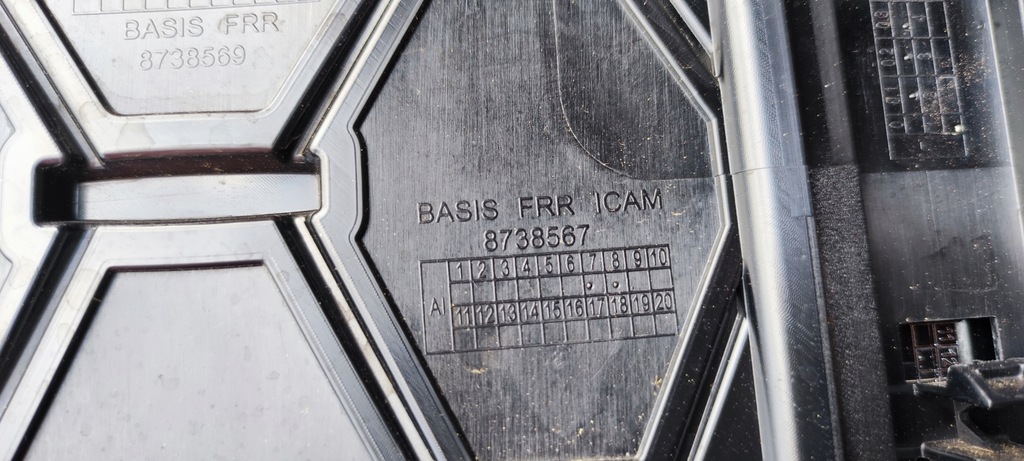 BASIS FRR
8738569
BASIS FRR ICAM
8738567
1 2 3 4 5 6 7 8 9 10
AI
11 12 13 14 15 16 17 18 19 20